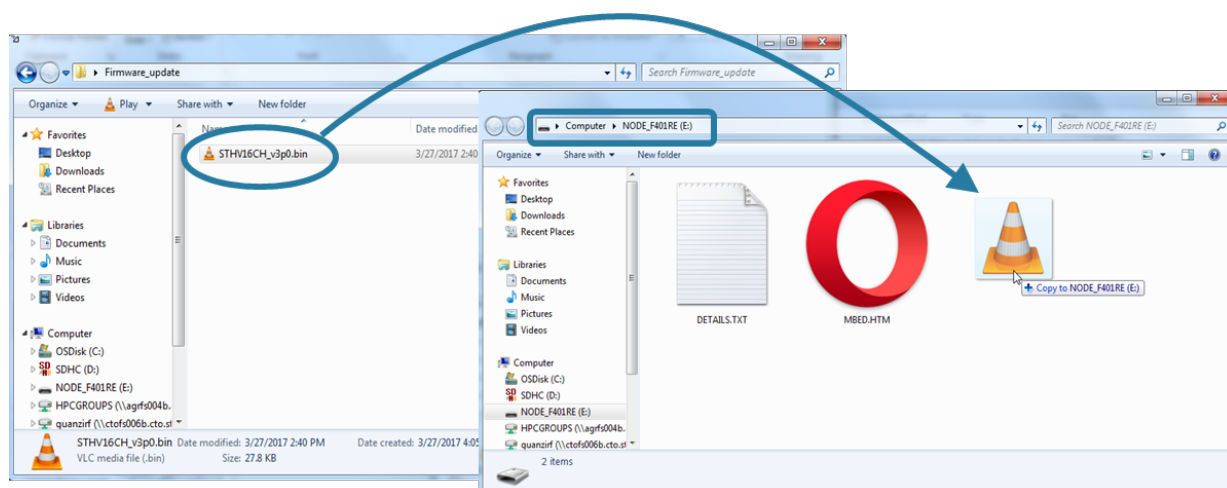 Firmware_update
Search Firmware_update
Organize
Play
Share with
New folder
Favorites
Desktop
Downloads
Recent Places
Libraries
Documents
Music
Pictures
Videos
Computer
OSDisk (C:)
SDHC (D:)
NODE_F401RE (E:)
HPCGROUPS (\\agrfs004b.
quanzirf (\\ctofs006b.cto.st
Name
Date modified
STHV16CH_v3p0.bin
3/27/2017 2:40
STHV16CH_v3p0.bin Date modified: 3/27/2017 2:40 PM Date created: 3/27/2017 4:05
VLC media file (.bin) Size: 27.8 KB
Computer NODE_F401RE (E:)
Search NODE_F401RE (E:)
Organize
Share with
New folder
Favorites
Desktop
Downloads
Recent Places
Libraries
Documents
Music
Pictures
Videos
Computer
OSDisk (C:)
SDHC (D:)
NODE_F401RE (E:)
HPCGROUPS (\\agrfs004b.
quanzirf (\\ctofs006b.cto.st
DETAILS.TXT
MBED.HTM
Copy to NODE_F401RE (E:)
2 items